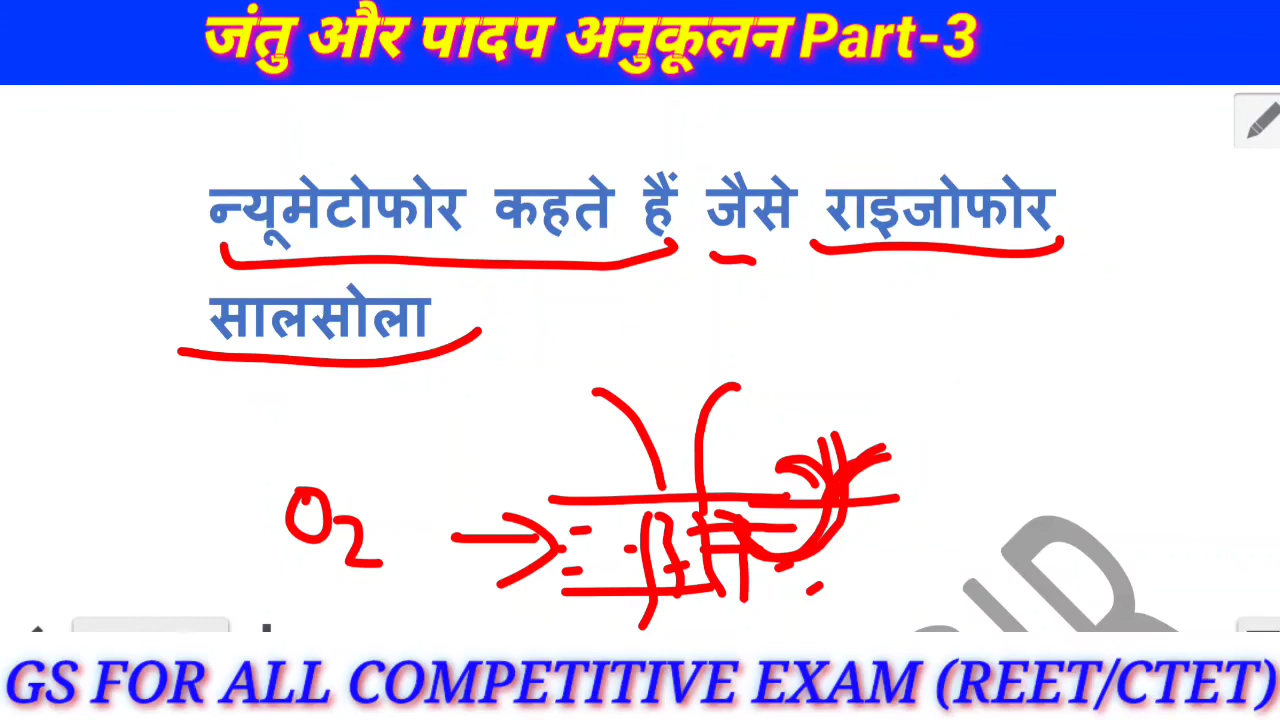 जंतु और पादप अनुकूलन Part-3
न्यूमेटोफोर कहते हैं जैसे राइजोफोर
सालसोला
O2
GS FOR ALL COMPETITIVE EXAM (REET/CTET)